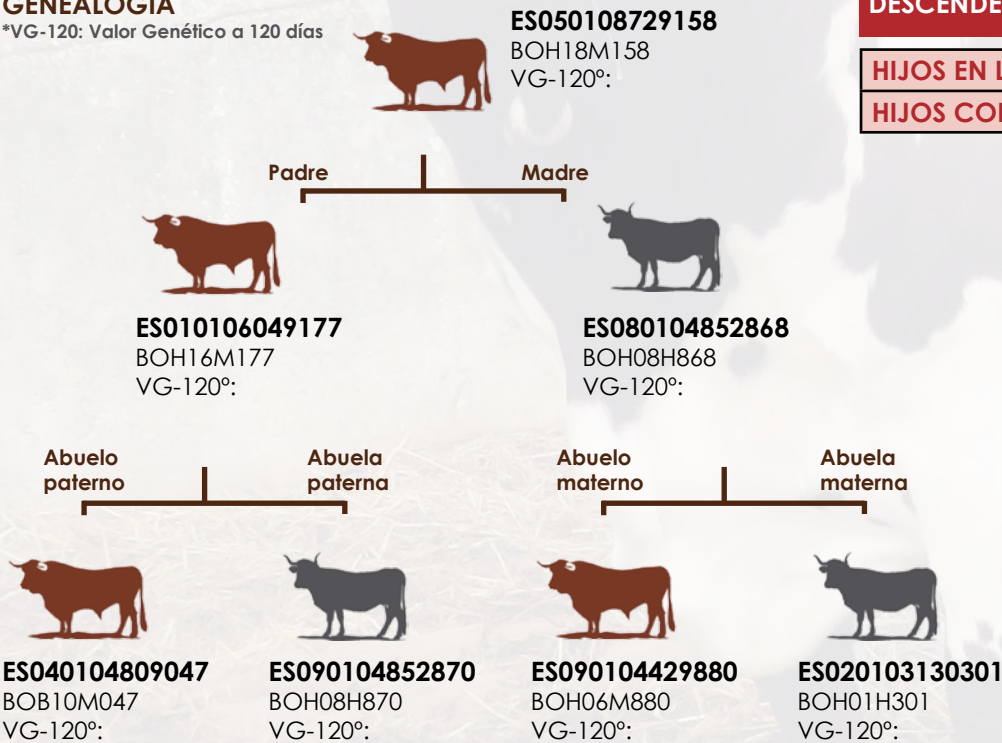 GENEALOGÍA
*VG-120: Valor Genético a 120 días
ES050108729158
BOH18M158
VG-120º:
HIJOS EN
Padre
Madre
ES010106049177
BOH16M177
VG-120º:
ES080104852868
BOH08H868
VG-120º:
Abuelo
paterno
Abuela
paterna
Abuelo
materno
Abuela
materna
ES040104809047
BOB10M047
VG-120º:
ES090104852870
BOH08H870
VG-120º:
ES090104429880
BOH06M880
VG-120º:
ES020103130301
BOH01H301
VG-120º: